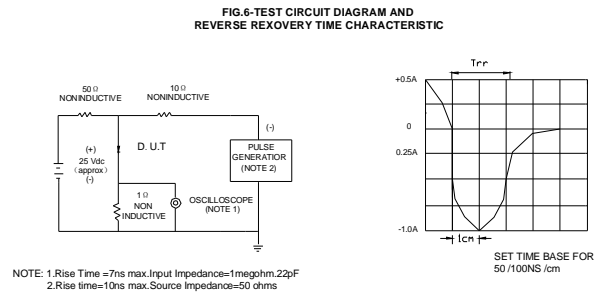 FIG.6-TEST CIRCUIT DIAGRAM AND
REVERSE REXOVERY TIME CHARACTERISTIC
50Ω
NONINDUCTIVE
10Ω
NONINDUCTIVE
(+)
25 Vdc
(approx)
(-)
D.U.T
1Ω
NON
INDUCTIVE
OSCILLOSCOPE
(NOTE 1)
(-)
PULSE
GENERATIOR
(NOTE 2)
Trr
+0.5A
0
0.25A
-1.0A
1cm
SET TIME BASE FOR
50 /100NS /cm
NOTE: 1.Rise Time =7ns max.Input Impedance=1megohm.22pF
2.Rise time=10ns max.Source Impedance=50 ohms